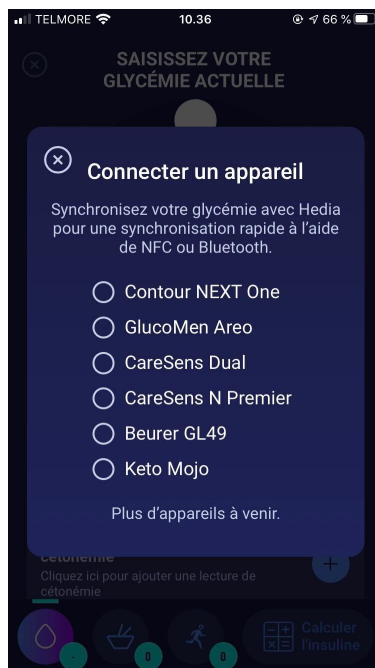 TELMORE 10.36 66 %
SAISISSEZ VOTRE
GLYCÉMIE ACTUELLE
Connecter un appareil
Synchronisez votre glycémie avec Hedia
pour une synchronisation rapide à l'aide
de NFC ou Bluetooth.
Contour NEXT One
GlucoMen Areo
CareSens Dual
CareSens N Premier
Beurer GL49
Keto Mojo
Plus d'appareils à venir.
cétonémie
Cliquez ici pour ajouter une lecture de
cétonémie
- 0 0
Calculer
l'insuline